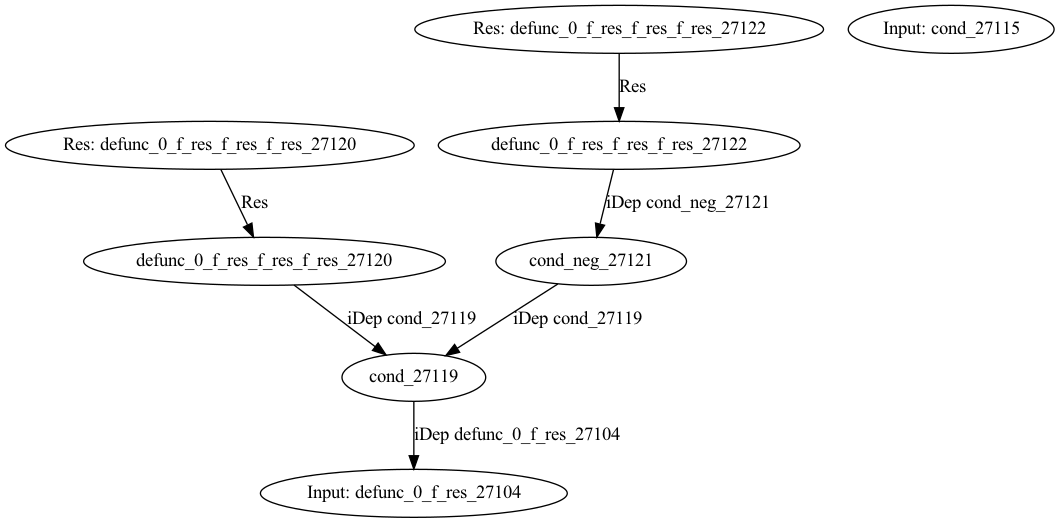 Res: defunc_0_f_res_f_res_f_res_27122
Input: cond_27115
Res
Res: defunc_0_f_res_f_res_f_res_27120
defunc_0_f_res_f_res_f_res_27122
Res
iDep cond_neg_27121
defunc_0_f_res_f_res_f_res_27120
cond_neg_27121
iDep cond_27119
iDep cond_27119
cond_27119
iDep defunc_0_f_res_27104
Input: defunc_0_f_res_27104